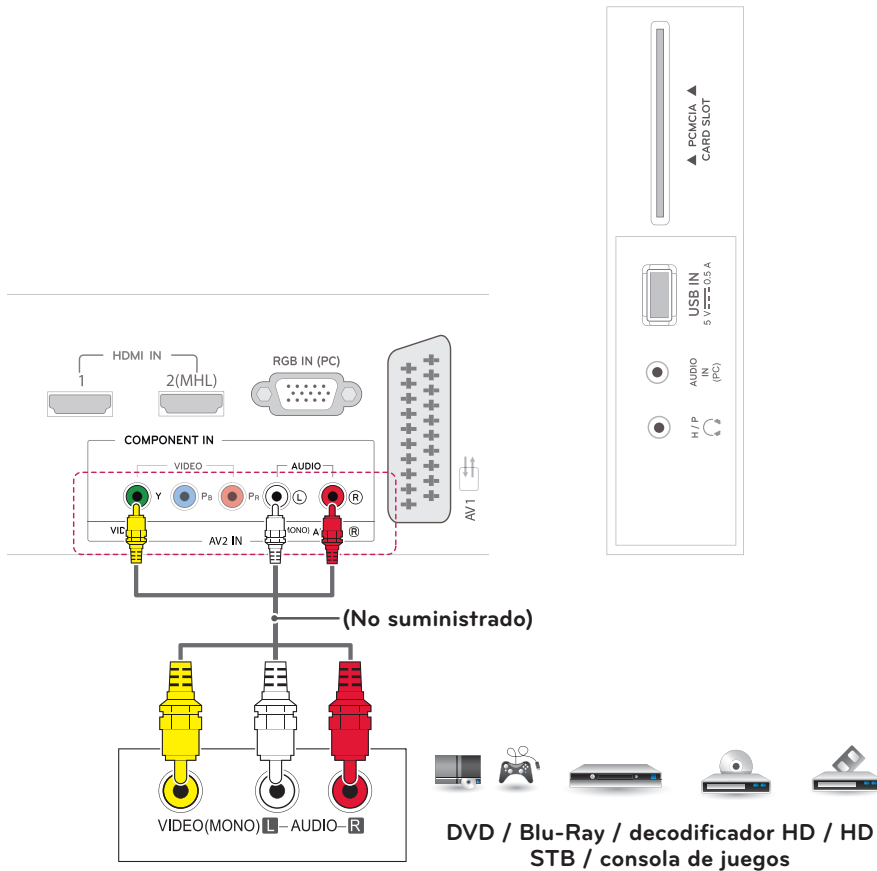 ▲ PCMCIA ▲
CARD SLOT
USB IN
5 V 0.5 A
AUDIO
IN
(PC)
H / P
HDMI IN
1
2(MHL)
RGB IN (PC)
AV1
COMPONENT IN
VIDEO
AUDIO
Y
PB
PR
L
R
AV2 IN
R
(No suministrado)
VIDEO(MONO) L-AUDIO-R
DVD / Blu-Ray / decodificador HD / HD
STB / consola de juegos